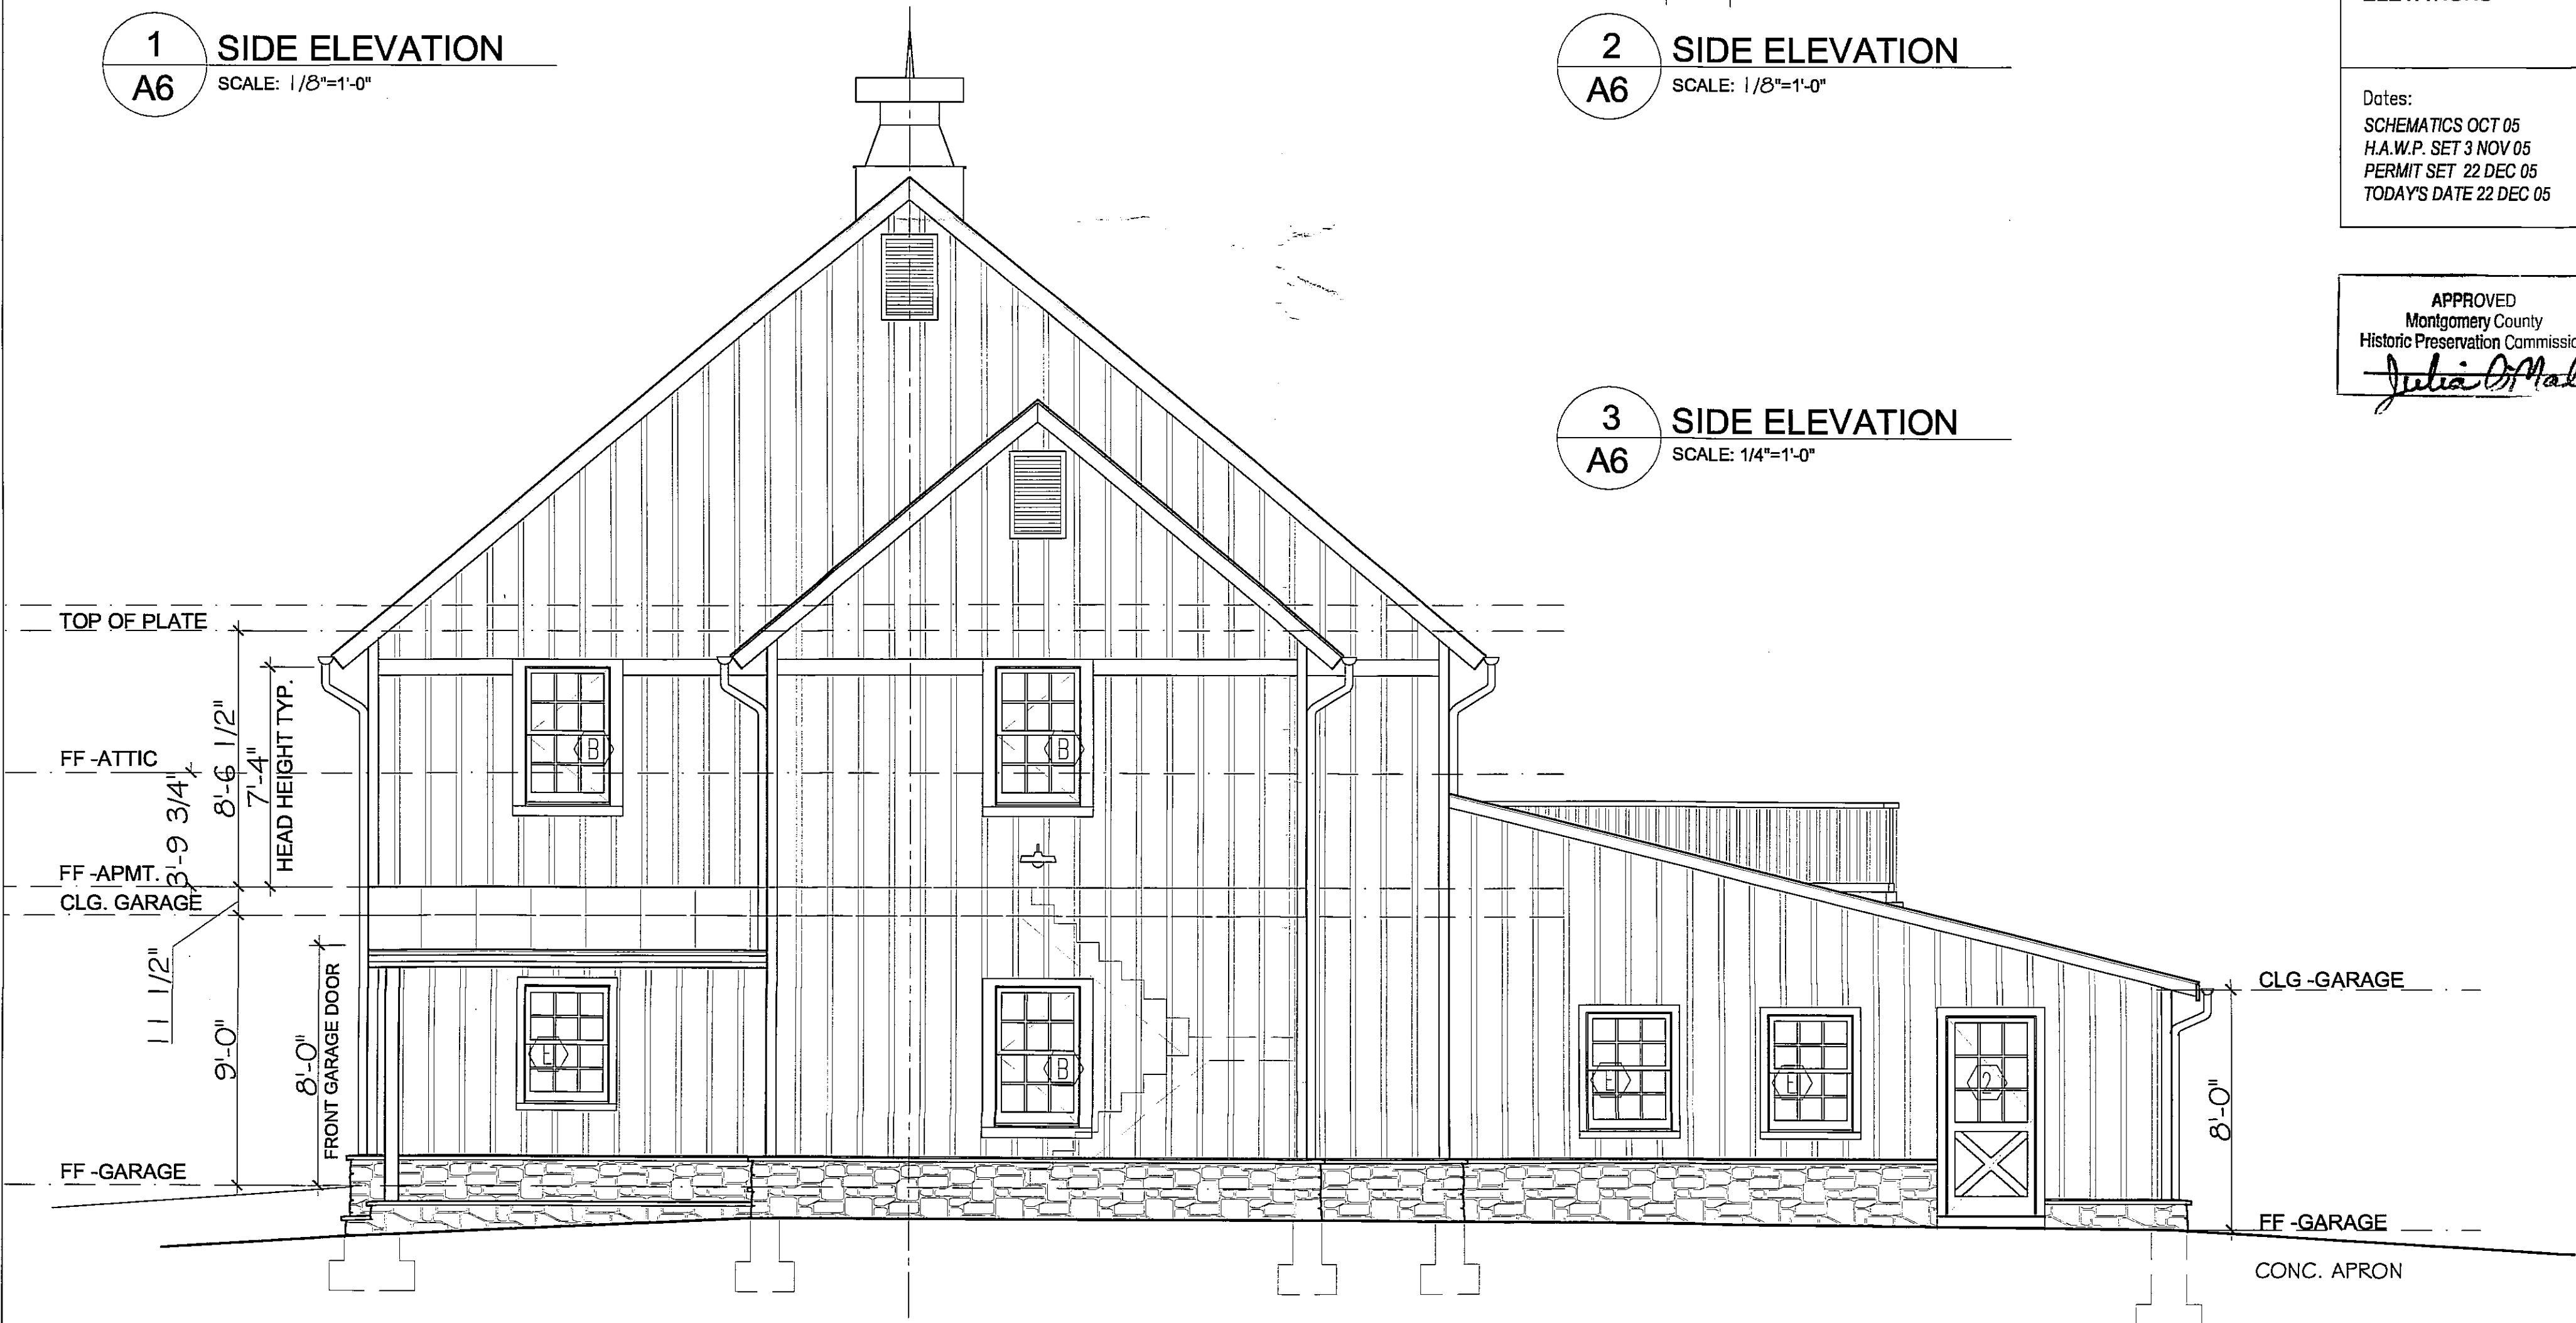 1
A6
SIDE ELEVATION
SCALE: 1/8"=1'-0"
2
A6
SIDE ELEVATION
SCALE: 1/8"=1'-0"
3
A6
SIDE ELEVATION
SCALE: 1/4"=1'-0"
Dates:
SCHEMATICS OCT 05
H.A.W.P. SET 3 NOV 05
PERMIT SET 22 DEC 05
TODAY'S DATE 22 DEC 05
APPROVED
Montgomery County
Historic Preservation Commissio
Julia
TOP OF PLATE
FF -ATTIC
FF -APMT.
CLG. GARAGE
FF -GARAGE
3'-9 3/4"
8'-6 1/2"
7'-4"
HEAD HEIGHT TYP.
11 1/2"
9'-0"
8'-0"
FRONT GARAGE DOOR
B
B
E
B
E
E
2
CLG -GARAGE
8'-0"
FF -GARAGE
CONC. APRON